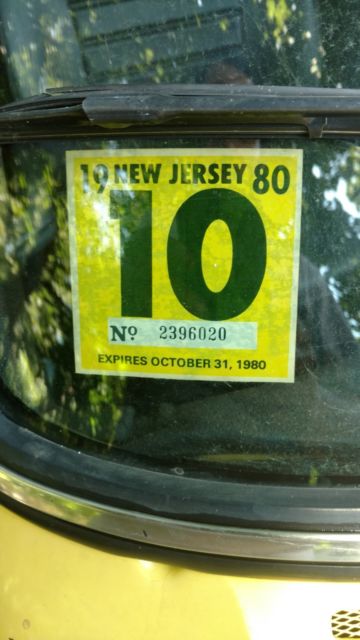 19 NEW JERSEY 80
10
Nº 2396020
EXPIRES OCTOBER 31, 1980